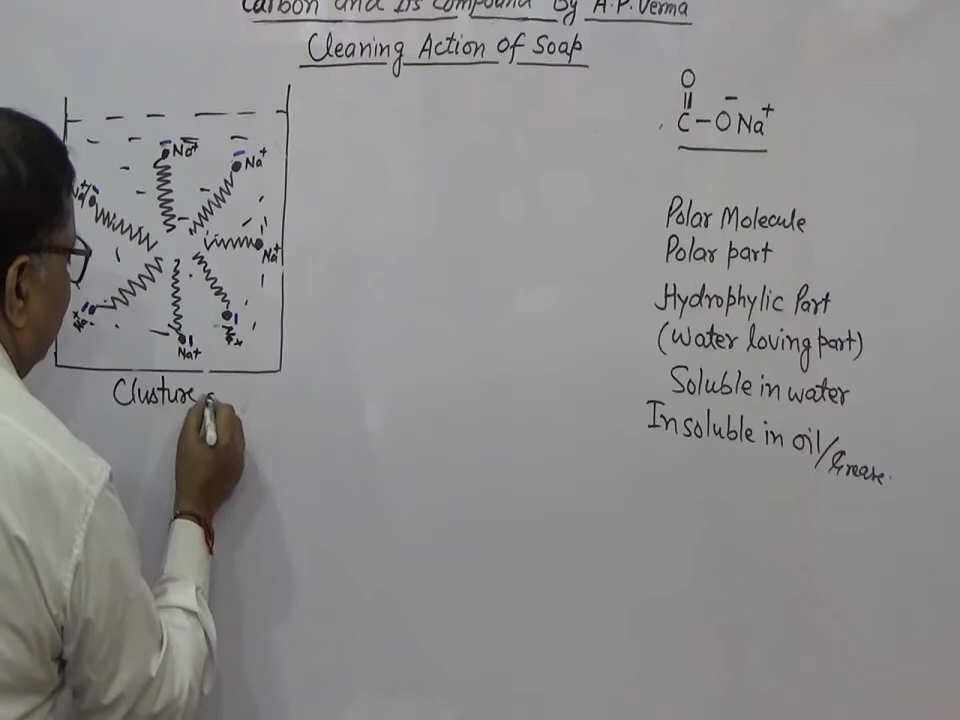 Carbon and Its Compound By A.P. Verma
Cleaning Action of Soap
O
C-O⁻Na⁺
Na⁺
Na⁺
Na⁺
Na⁺
Na⁺
Polar Molecule
Polar part
Hydrophylic Part
(Water loving part)
Soluble in water
Insoluble in oil/Grease.
Clusture